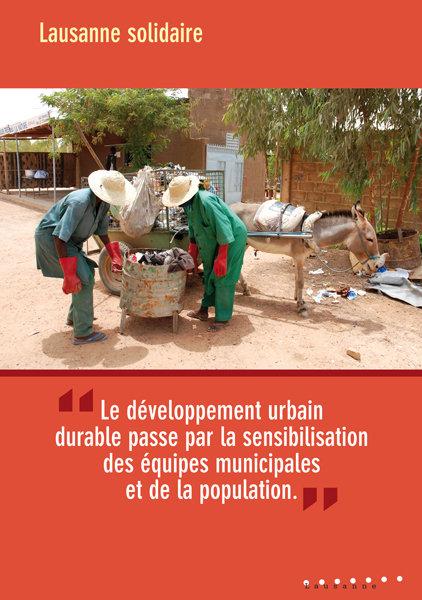 Lausanne solidaire
" Le développement urbain
durable passe par la sensibilisation
des équipes municipales
et de la population. "
Lausanne